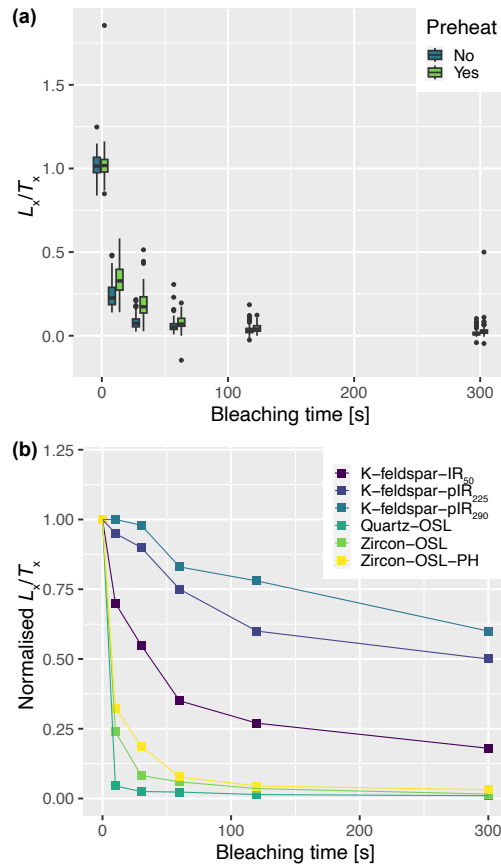 (a)
Preheat
No
Yes
Lx/Tx
1.5
1.0
0.5
0.0
0
100
200
300
Bleaching time [s]
(b)
K−feldspar−IR50
K−feldspar−pIR225
K−feldspar−pIR290
Quartz−OSL
Zircon−OSL
Zircon−OSL−PH
Normalised Lx/Tx
1.25
1.00
0.75
0.50
0.25
0.00
0
100
200
300
Bleaching time [s]